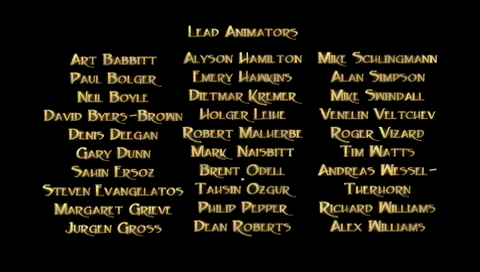 Lead Animators
Art Babbitt
Paul Bolger
Neil Boyle
David Byers-Brown
Denis Deegan
Gary Dunn
Sahin Ersoz
Steven Evangelatos
Margaret Grieve
Jurgen Gross
Alyson Hamilton
Emery Hawkins
Dietmar Kremer
Holger Leihe
Robert Malherbe
Mark Naisbitt
Brent Odell
Tahsin Ozgur
Philip Pepper
Dean Roberts
Mike Schlingmann
Alan Simpson
Mike Swindall
Venelin Veltchev
Roger Vizard
Tim Watts
Andreas Wessel-
Therhorn
Richard Williams
Alex Williams